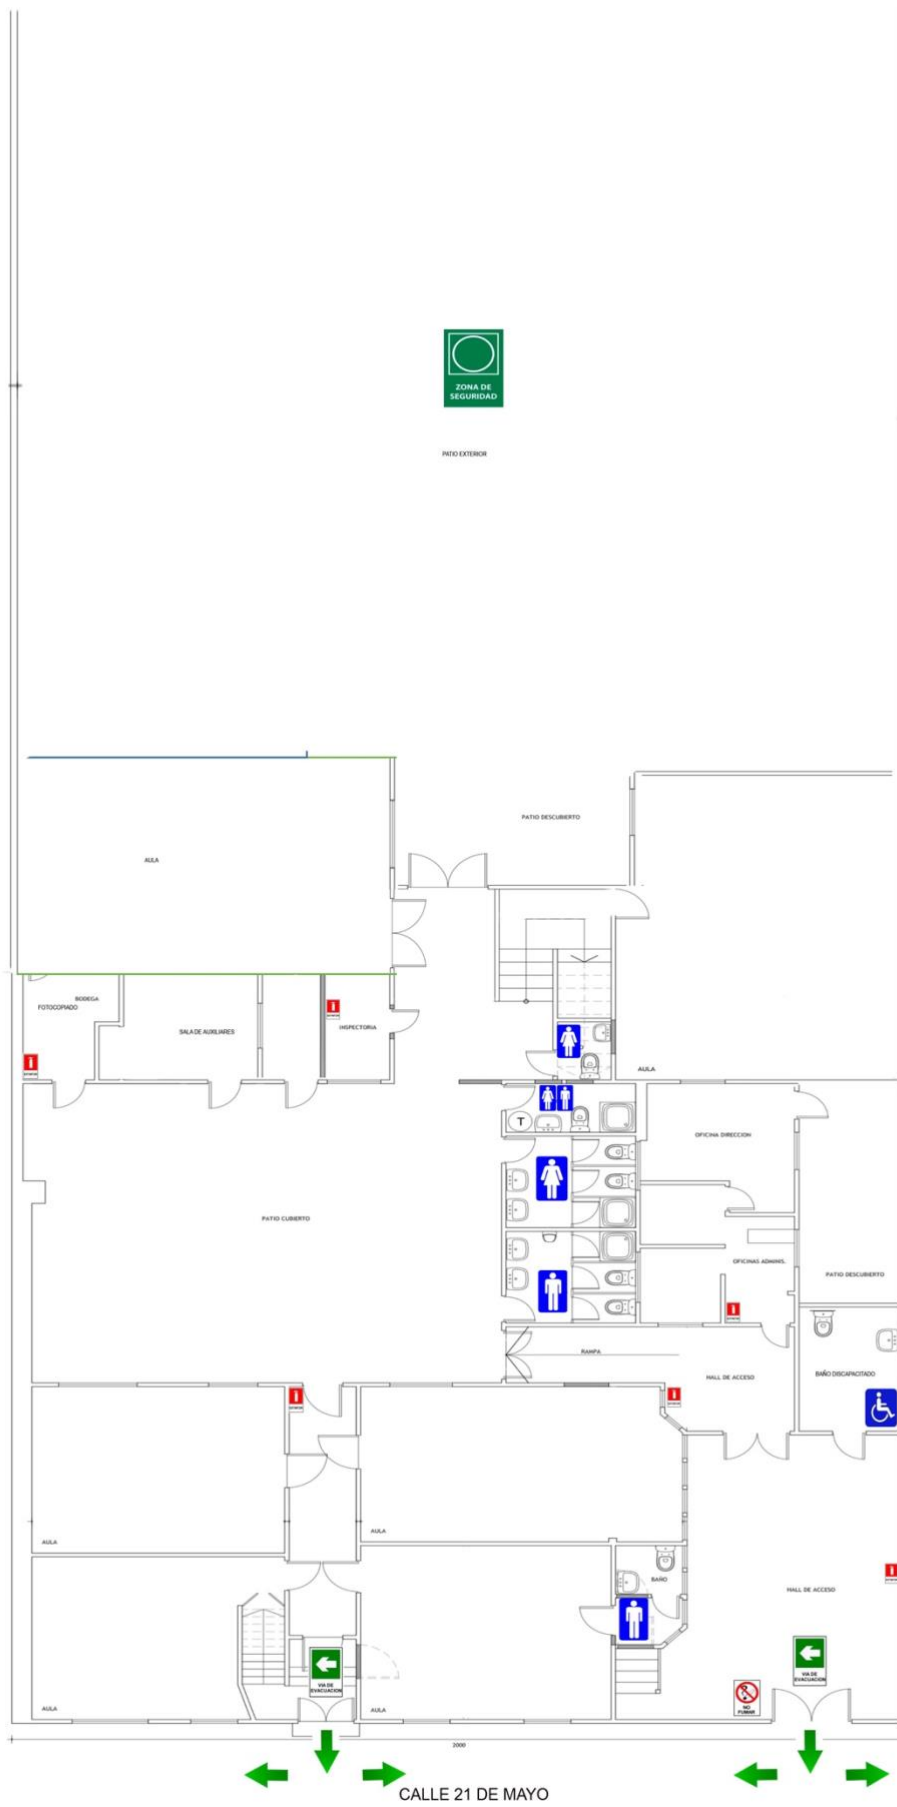 ZONA DE
SEGURIDAD
PATIO EXTERIOR
PATIO DESCUBIERTO
AULA
BODEGA
FOTOCOPIADO
SALA DE AUXILIARES
INSPECTORIA
AULA
T
OFICINA DIRECCION
PATIO CUBIERTO
OFICINAS ADMINIS.
PATIO DESCUBIERTO
RAMPA
HALL DE ACCESO
BAÑO DISCAPACITADO
AULA
AULA
BAÑO
HALL DE ACCESO
VIA DE
EVACUACION
VIA DE
EVACUACION
NO
FUMAR
AULA
AULA
2000
CALLE 21 DE MAYO